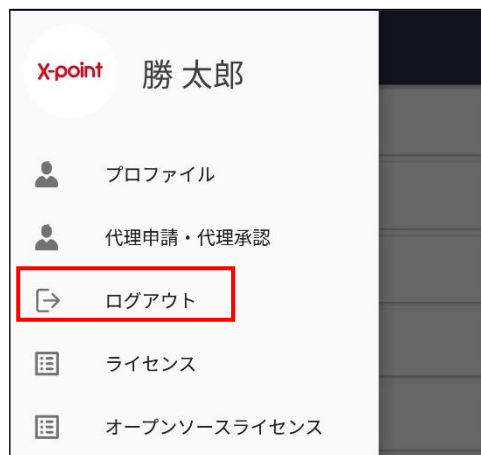 X-point
勝 太郎
プロファイル
代理申請・代理承認
ログアウト
ライセンス
オープンソースライセンス